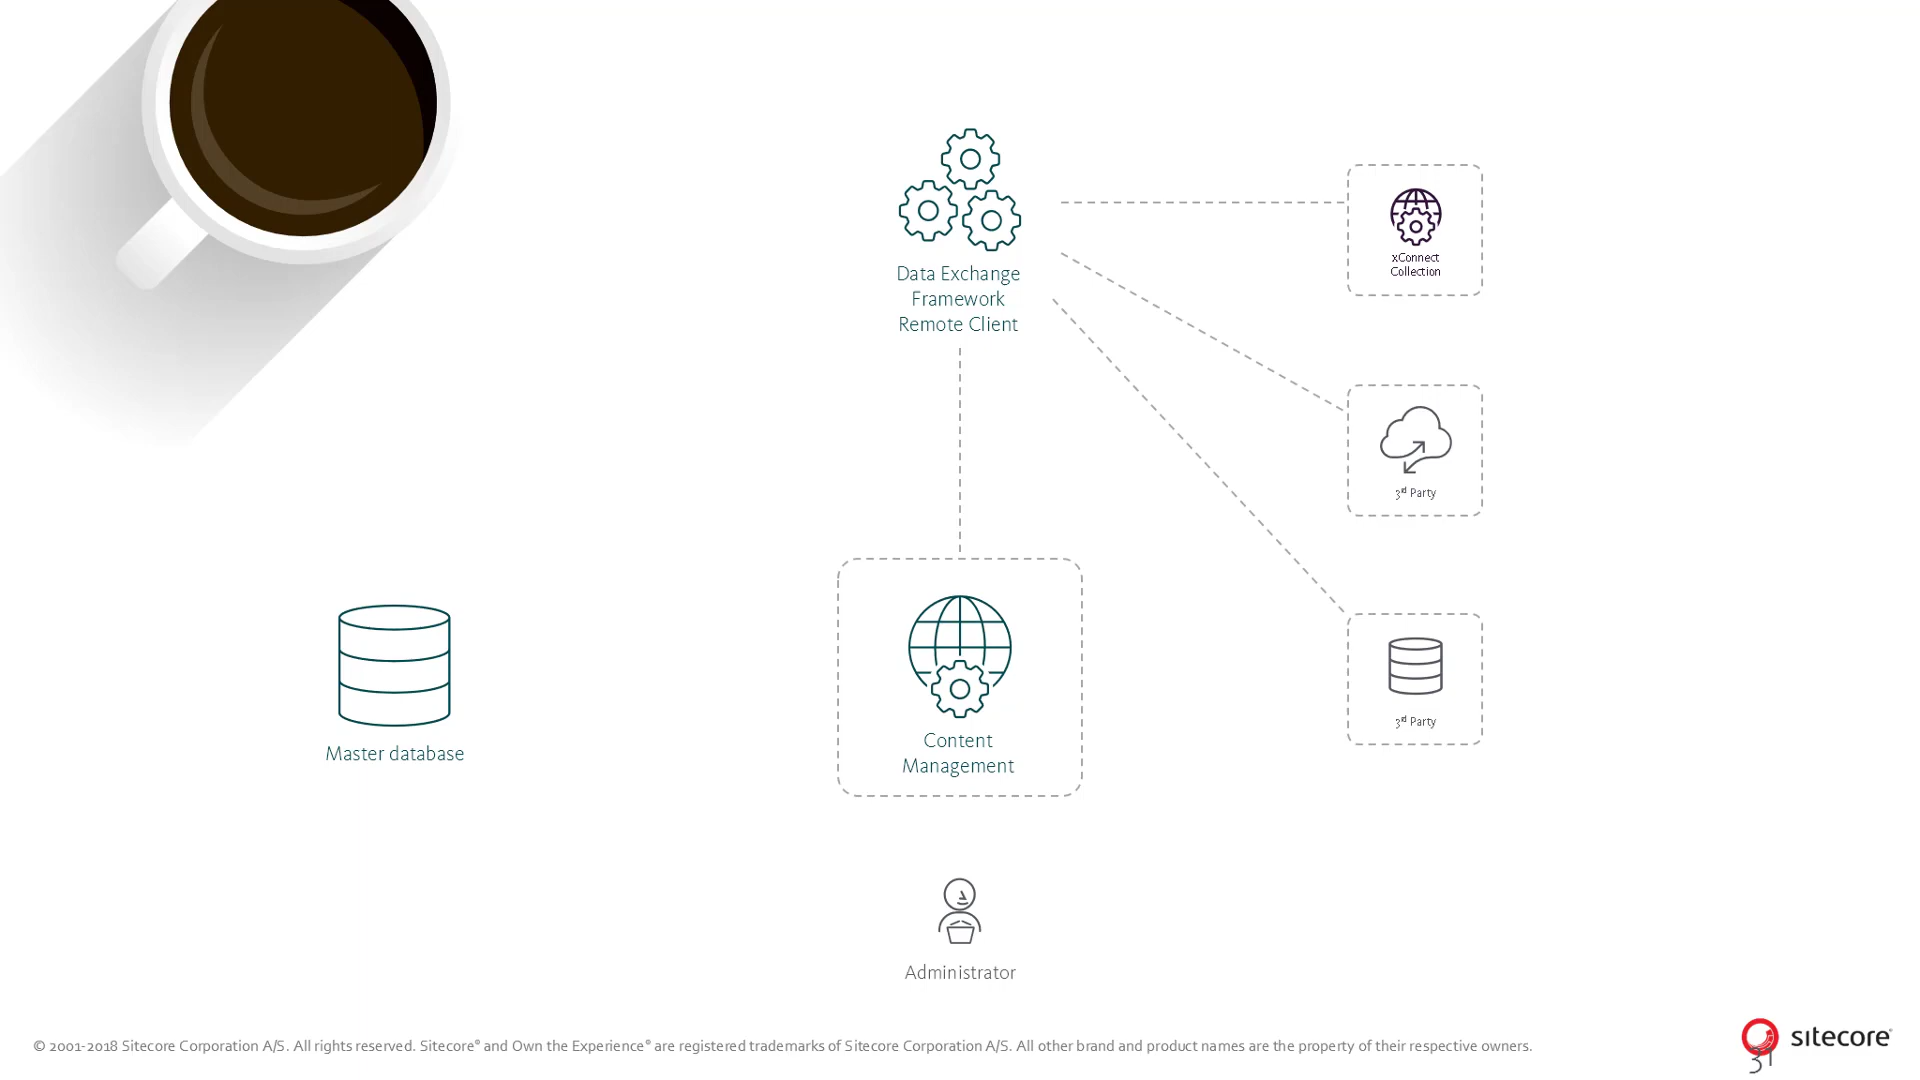 Data Exchange
Framework
Remote Client
xConnect
Collection
3rd Party
3rd Party
Master database
Content
Management
Administrator
© 2001-2018 Sitecore Corporation A/S. All rights reserved. Sitecore® and Own the Experience® are registered trademarks of Sitecore Corporation A/S. All other brand and product names are the property of their respective owners.
sitecore®
31